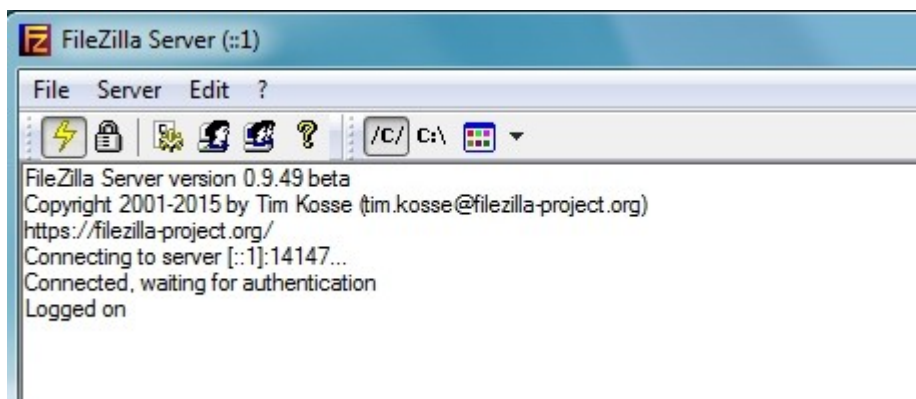 FileZilla Server (::1)
File Server Edit ?
/C/ C:\
FileZilla Server version 0.9.49 beta
Copyright 2001-2015 by Tim Kosse (tim.kosse@filezilla-project.org)
https://filezilla-project.org/
Connecting to server [::1]:14147...
Connected, waiting for authentication
Logged on